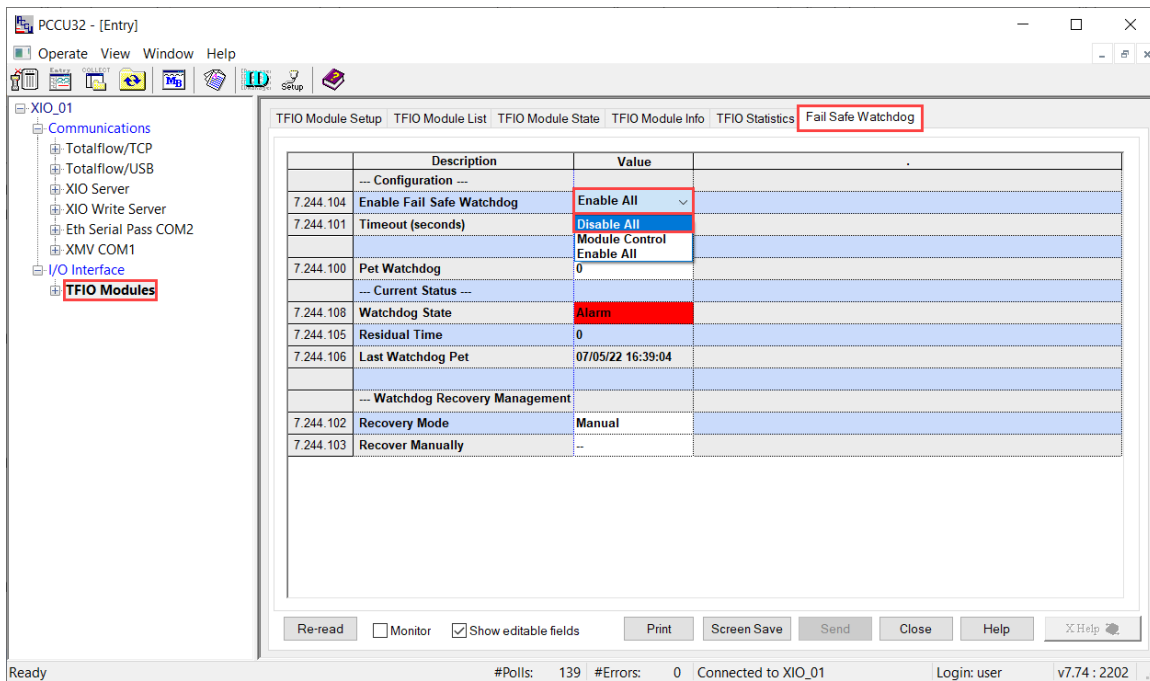 PCCU32 - [Entry]
Operate View Window Help
Entry COLLECT MB ID Setup
XIO_01
Communications
Totalflow/TCP
Totalflow/USB
XIO Server
XIO Write Server
Eth Serial Pass COM2
XMV COM1
I/O Interface
TFIO Modules
TFIO Module Setup TFIO Module List TFIO Module State TFIO Module Info TFIO Statistics Fail Safe Watchdog
Description Value .
--- Configuration ---
7.244.104 Enable Fail Safe Watchdog Enable All
7.244.101 Timeout (seconds) Disable All
Module Control
Enable All
7.244.100 Pet Watchdog 0
--- Current Status ---
7.244.108 Watchdog State Alarm
7.244.105 Residual Time 0
7.244.106 Last Watchdog Pet 07/05/22 16:39:04
--- Watchdog Recovery Management
7.244.102 Recovery Mode Manual
7.244.103 Recover Manually --
Re-read Monitor Show editable fields Print Screen Save Send Close Help X Help
Ready #Polls: 139 #Errors: 0 Connected to XIO_01 Login: user v7.74 : 2202